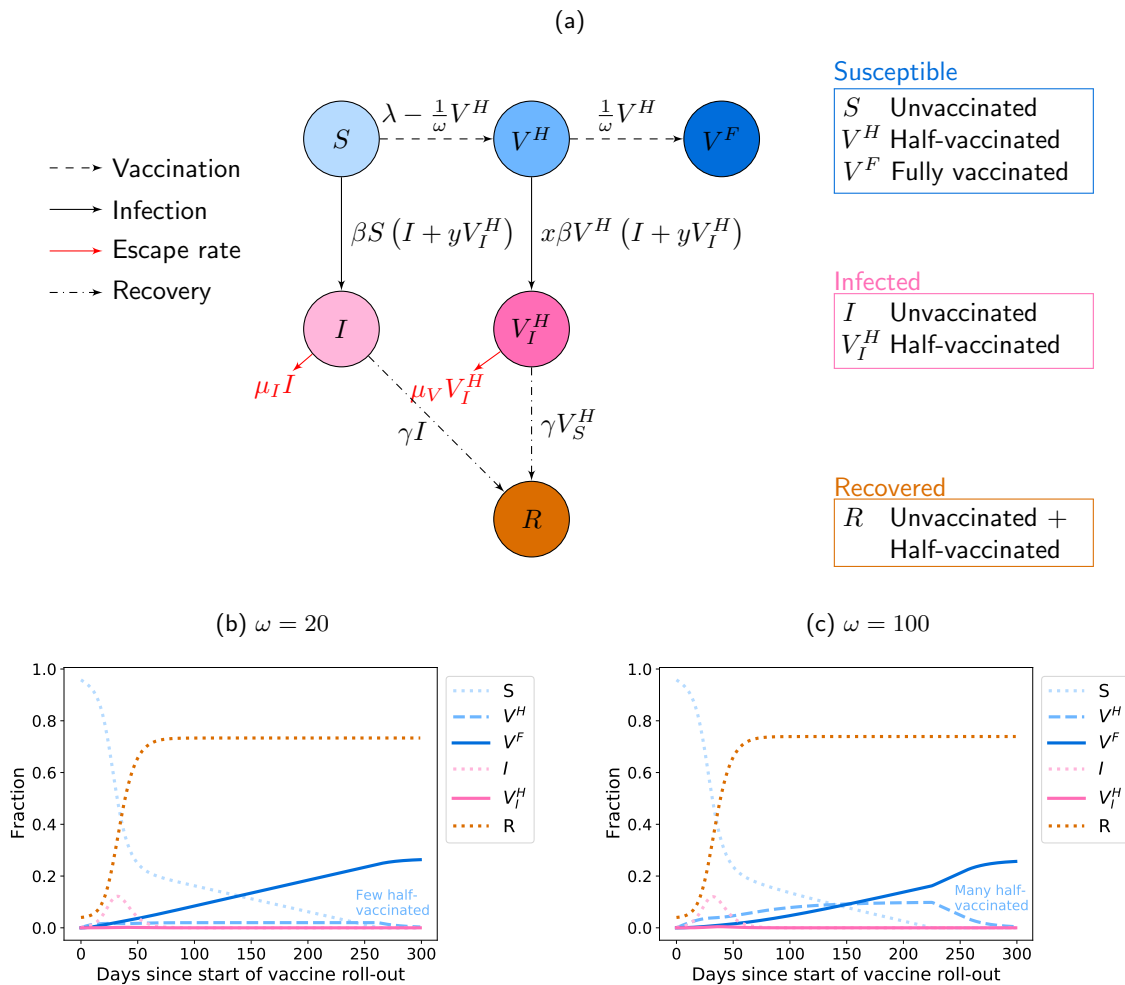 (a)
Susceptible
S Unvaccinated
V^H Half-vaccinated
V^F Fully vaccinated
λ − 1/ω V^H
1/ω V^H
S
V^H
V^F
Vaccination
Infection
Escape rate
Recovery
βS (I + yV_I^H)
xβV^H (I + yV_I^H)
Infected
I Unvaccinated
V_I^H Half-vaccinated
I
V_I^H
μ_I I
μ_V V_I^H
γI
γV_S^H
R
Recovered
R Unvaccinated +
Half-vaccinated
(b) ω = 20
Fraction
1.0
0.8
0.6
0.4
0.2
0.0
S
V^H
V^F
I
V_I^H
R
Few half-
vaccinated
0 50 100 150 200 250 300
Days since start of vaccine roll-out
(c) ω = 100
Fraction
1.0
0.8
0.6
0.4
0.2
0.0
S
V^H
V^F
I
V_I^H
R
Many half-
vaccinated
0 50 100 150 200 250 300
Days since start of vaccine roll-out